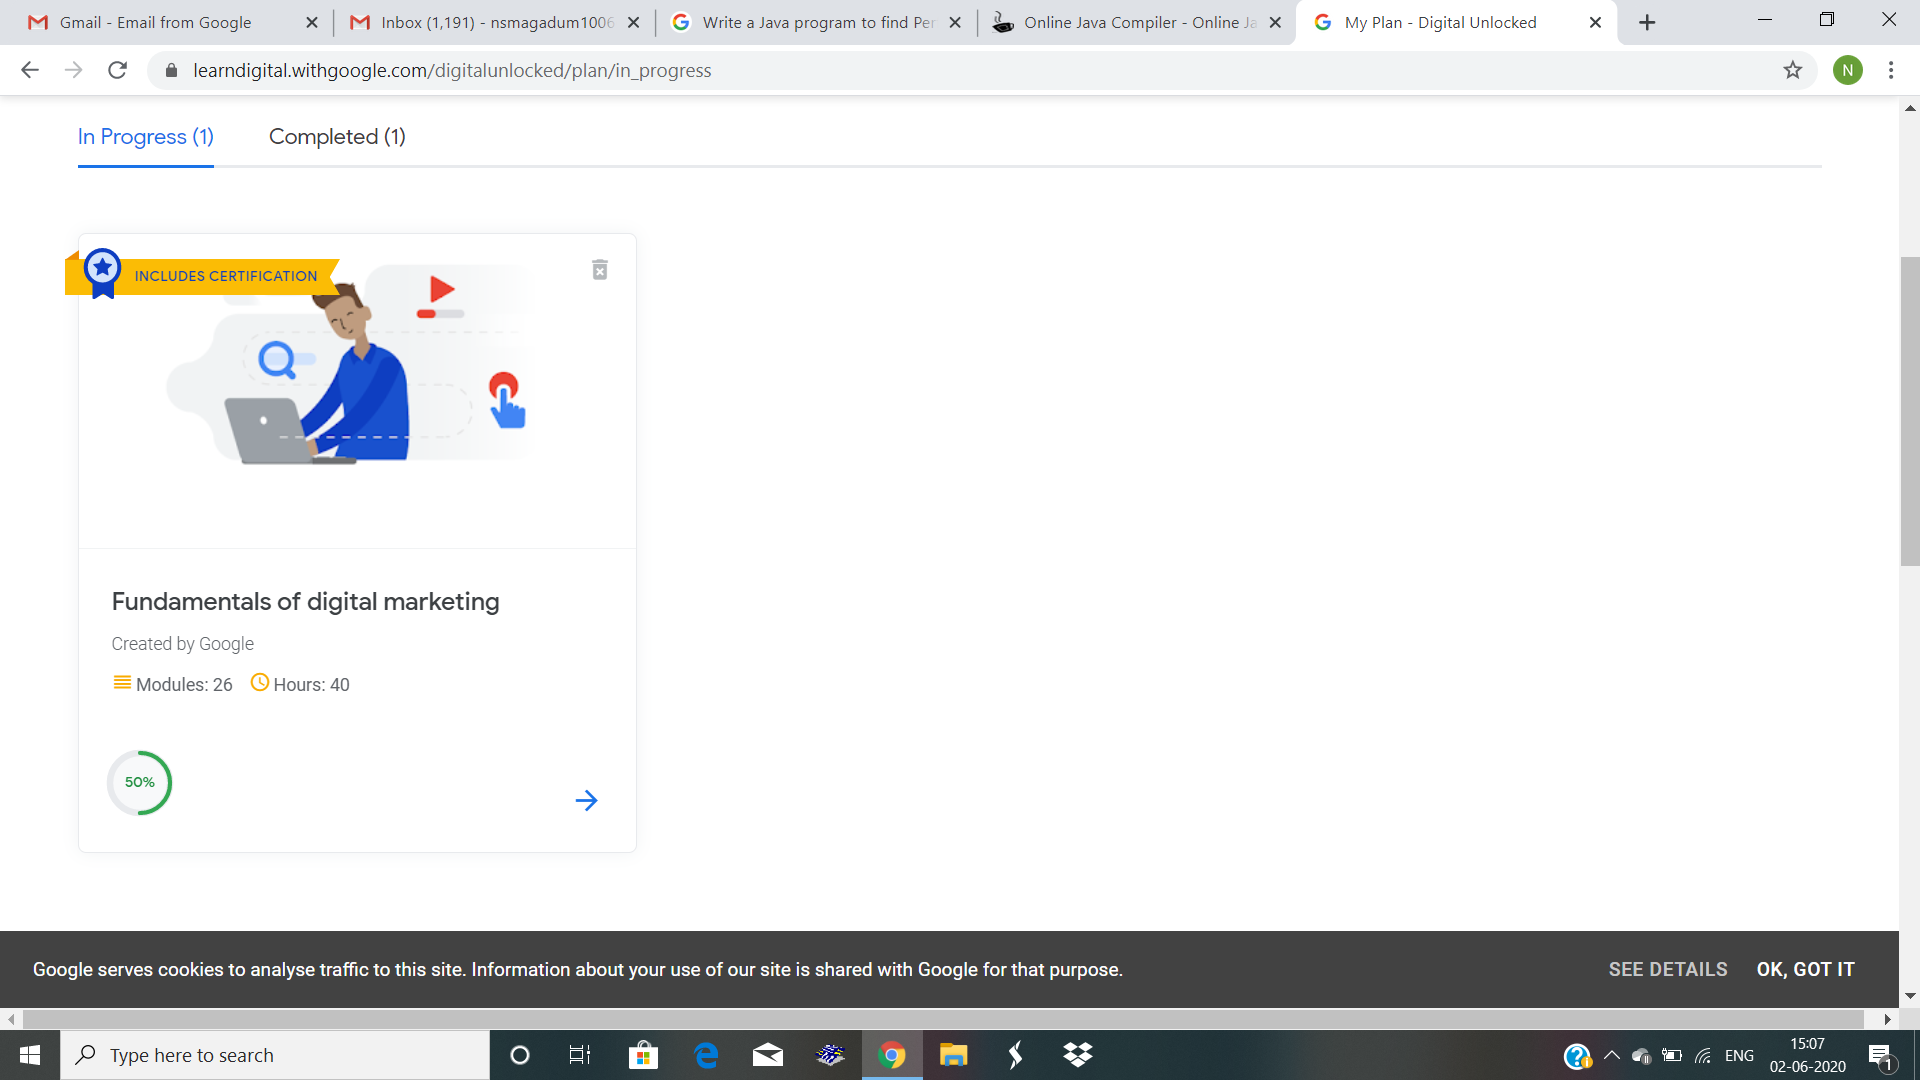 Gmail - Email from Google
Inbox (1,191) - nsmagadum1006
Write a Java program to find Per
Online Java Compiler - Online Ja
My Plan - Digital Unlocked
learndigital.withgoogle.com/digitalunlocked/plan/in_progress
N
In Progress (1)
Completed (1)
INCLUDES CERTIFICATION
Fundamentals of digital marketing
Created by Google
Modules: 26 Hours: 40
50%
Google serves cookies to analyse traffic to this site. Information about your use of our site is shared with Google for that purpose.
SEE DETAILS
OK, GOT IT
Type here to search
ENG
15:07
02-06-2020
1